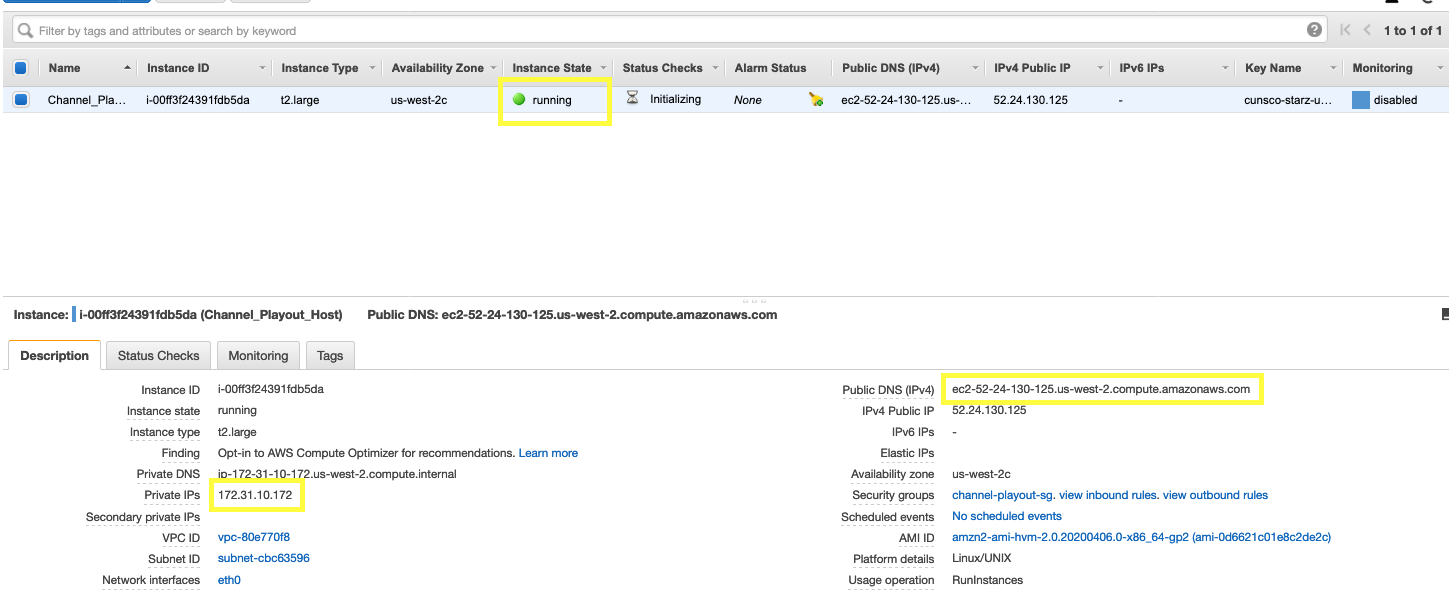 Filter by tags and attributes or search by keyword
1 to 1 of 1
Name Instance ID Instance Type Availability Zone Instance State Status Checks Alarm Status Public DNS (IPv4) IPv4 Public IP IPv6 IPs Key Name Monitoring
Channel_Pla... i-00ff3f24391fdb5da t2.large us-west-2c running Initializing None ec2-52-24-130-125.us-... 52.24.130.125 - cunsco-starz-u... disabled
Instance: i-00ff3f24391fdb5da (Channel_Playout_Host) Public DNS: ec2-52-24-130-125.us-west-2.compute.amazonaws.com
Description Status Checks Monitoring Tags
Instance ID i-00ff3f24391fdb5da
Public DNS (IPv4) ec2-52-24-130-125.us-west-2.compute.amazonaws.com
Instance state running
IPv4 Public IP 52.24.130.125
Instance type t2.large
IPv6 IPs -
Finding Opt-in to AWS Compute Optimizer for recommendations. Learn more
Elastic IPs
Private DNS ip-172-31-10-172.us-west-2.compute.internal
Availability zone us-west-2c
Private IPs 172.31.10.172
Security groups channel-playout-sg. view inbound rules. view outbound rules
Secondary private IPs
Scheduled events No scheduled events
VPC ID vpc-80e770f8
AMI ID amzn2-ami-hvm-2.0.20200406.0-x86_64-gp2 (ami-0d6621c01e8c2de2c)
Subnet ID subnet-cbc63596
Platform details Linux/UNIX
Network interfaces eth0
Usage operation RunInstances